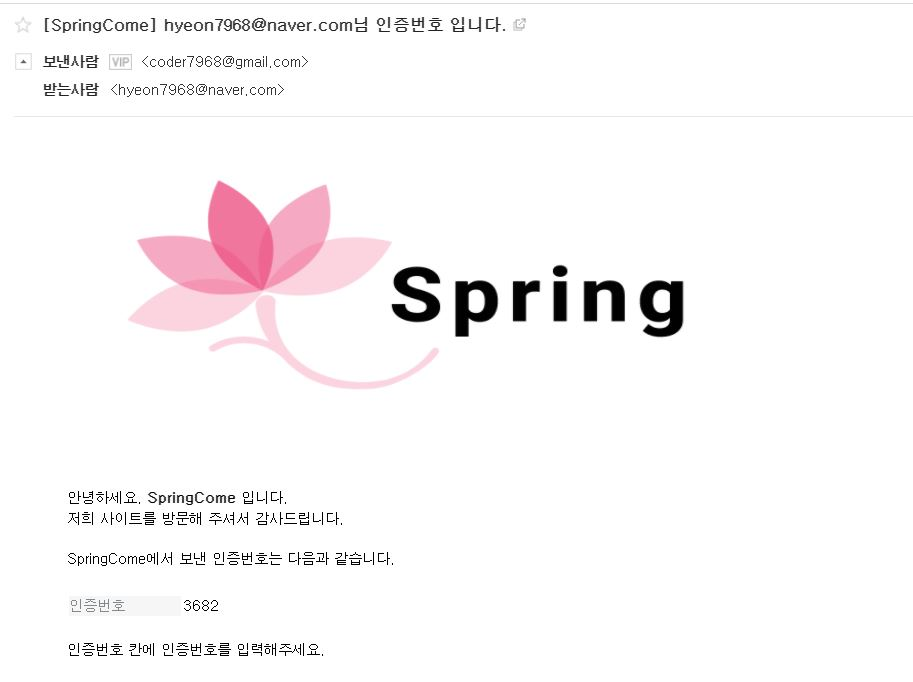 [SpringCome] hyeon7968@naver.com님 인증번호 입니다.
보낸사람 VIP <coder7968@gmail.com>
받는사람 <hyeon7968@naver.com>
Spring
안녕하세요. SpringCome 입니다.
저희 사이트를 방문해 주셔서 감사드립니다.
SpringCome에서 보낸 인증번호는 다음과 같습니다.
인증번호 3682
인증번호 칸에 인증번호를 입력해주세요.